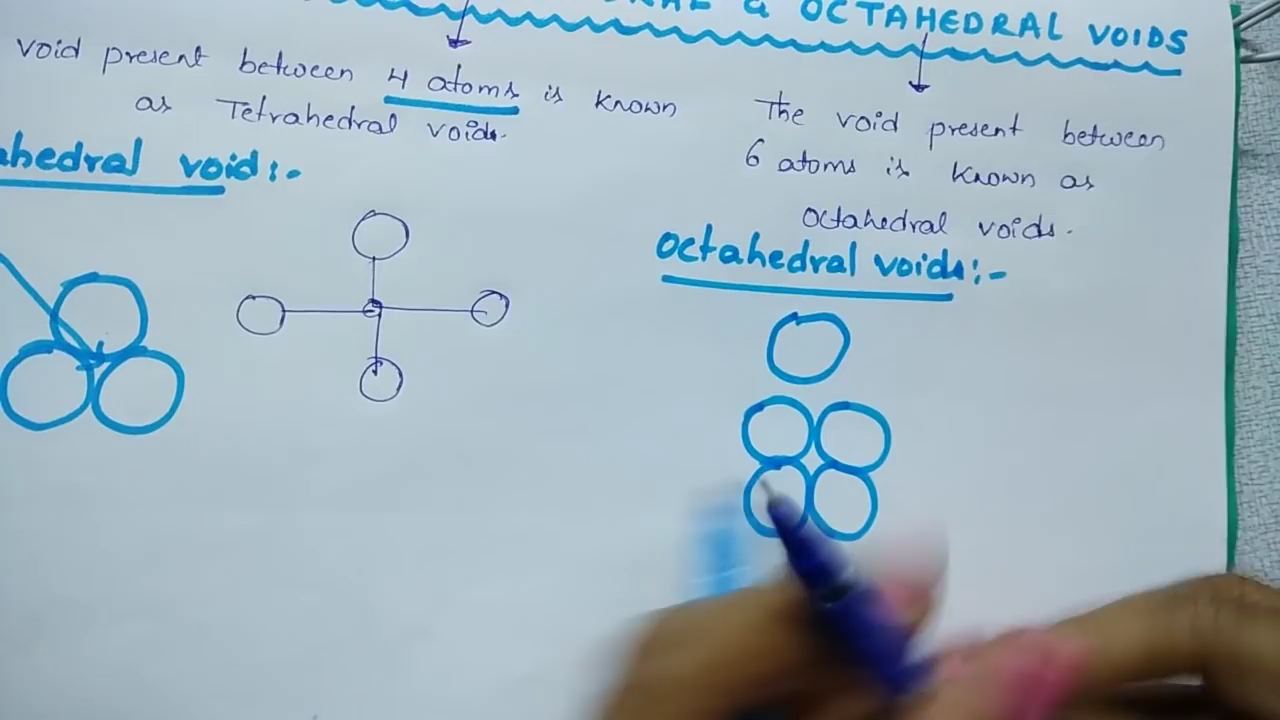 & OCTAHEDRAL VOIDS
void present between 4 atoms is known
as Tetrahedral voids.
ahedral void:-
The void present between
6 atoms is known as
octahedral voids.
octahedral voids:-